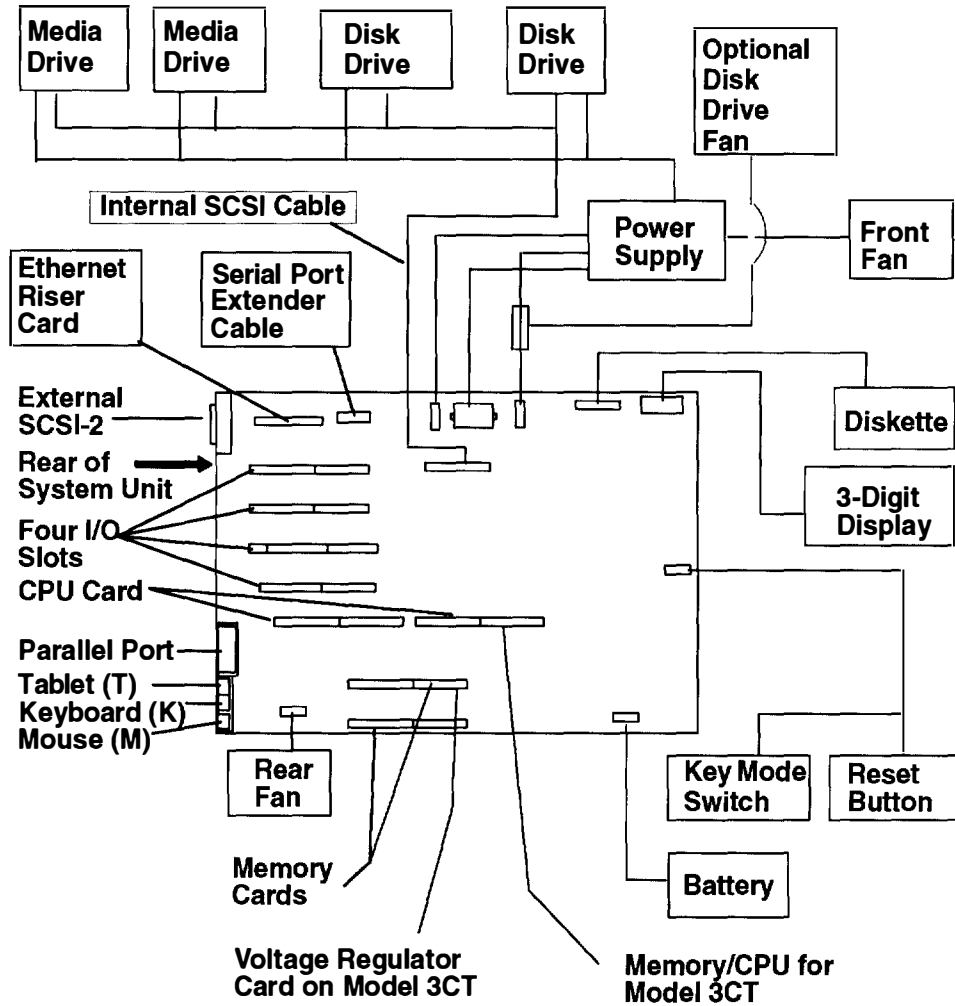 Media
Drive
Media
Drive
Disk
Drive
Disk
Drive
Optional
Disk
Drive
Fan
Internal SCSI Cable
Power
Supply
Front
Fan
Ethernet
Riser
Card
Serial Port
Extender
Cable
External
SCSI-2
Diskette
Rear of
System Unit
3-Digit
Display
Four I/O
Slots
CPU Card
Parallel Port
Tablet (T)
Keyboard (K)
Mouse (M)
Rear
Fan
Key Mode
Switch
Reset
Button
Memory
Cards
Battery
Voltage Regulator
Card on Model 3CT
Memory/CPU for
Model 3CT